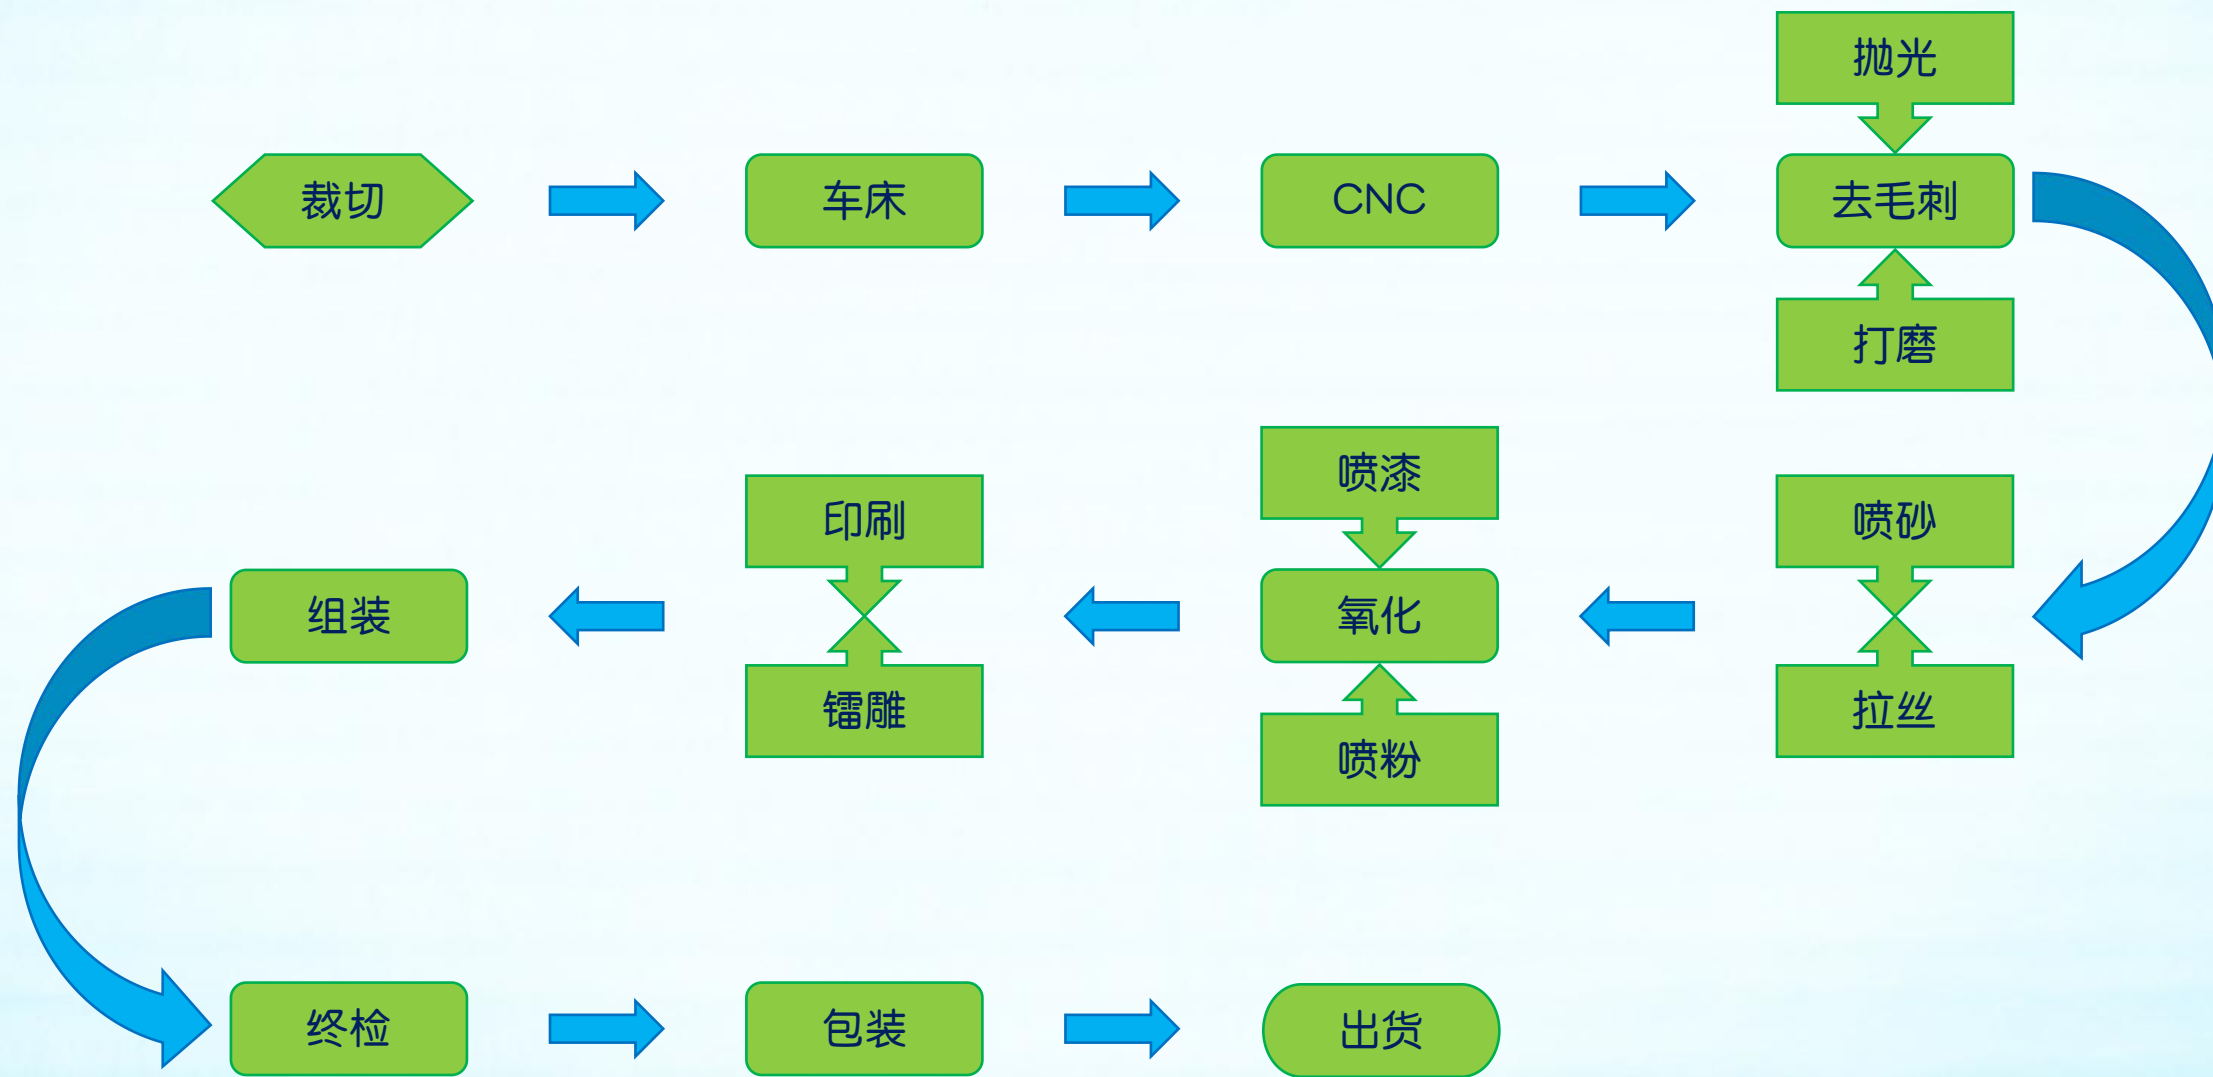 抛光
裁切
车床
CNC
去毛刺
打磨
喷砂
拉丝
喷漆
氧化
喷粉
印刷
镭雕
组装
终检
包装
出货